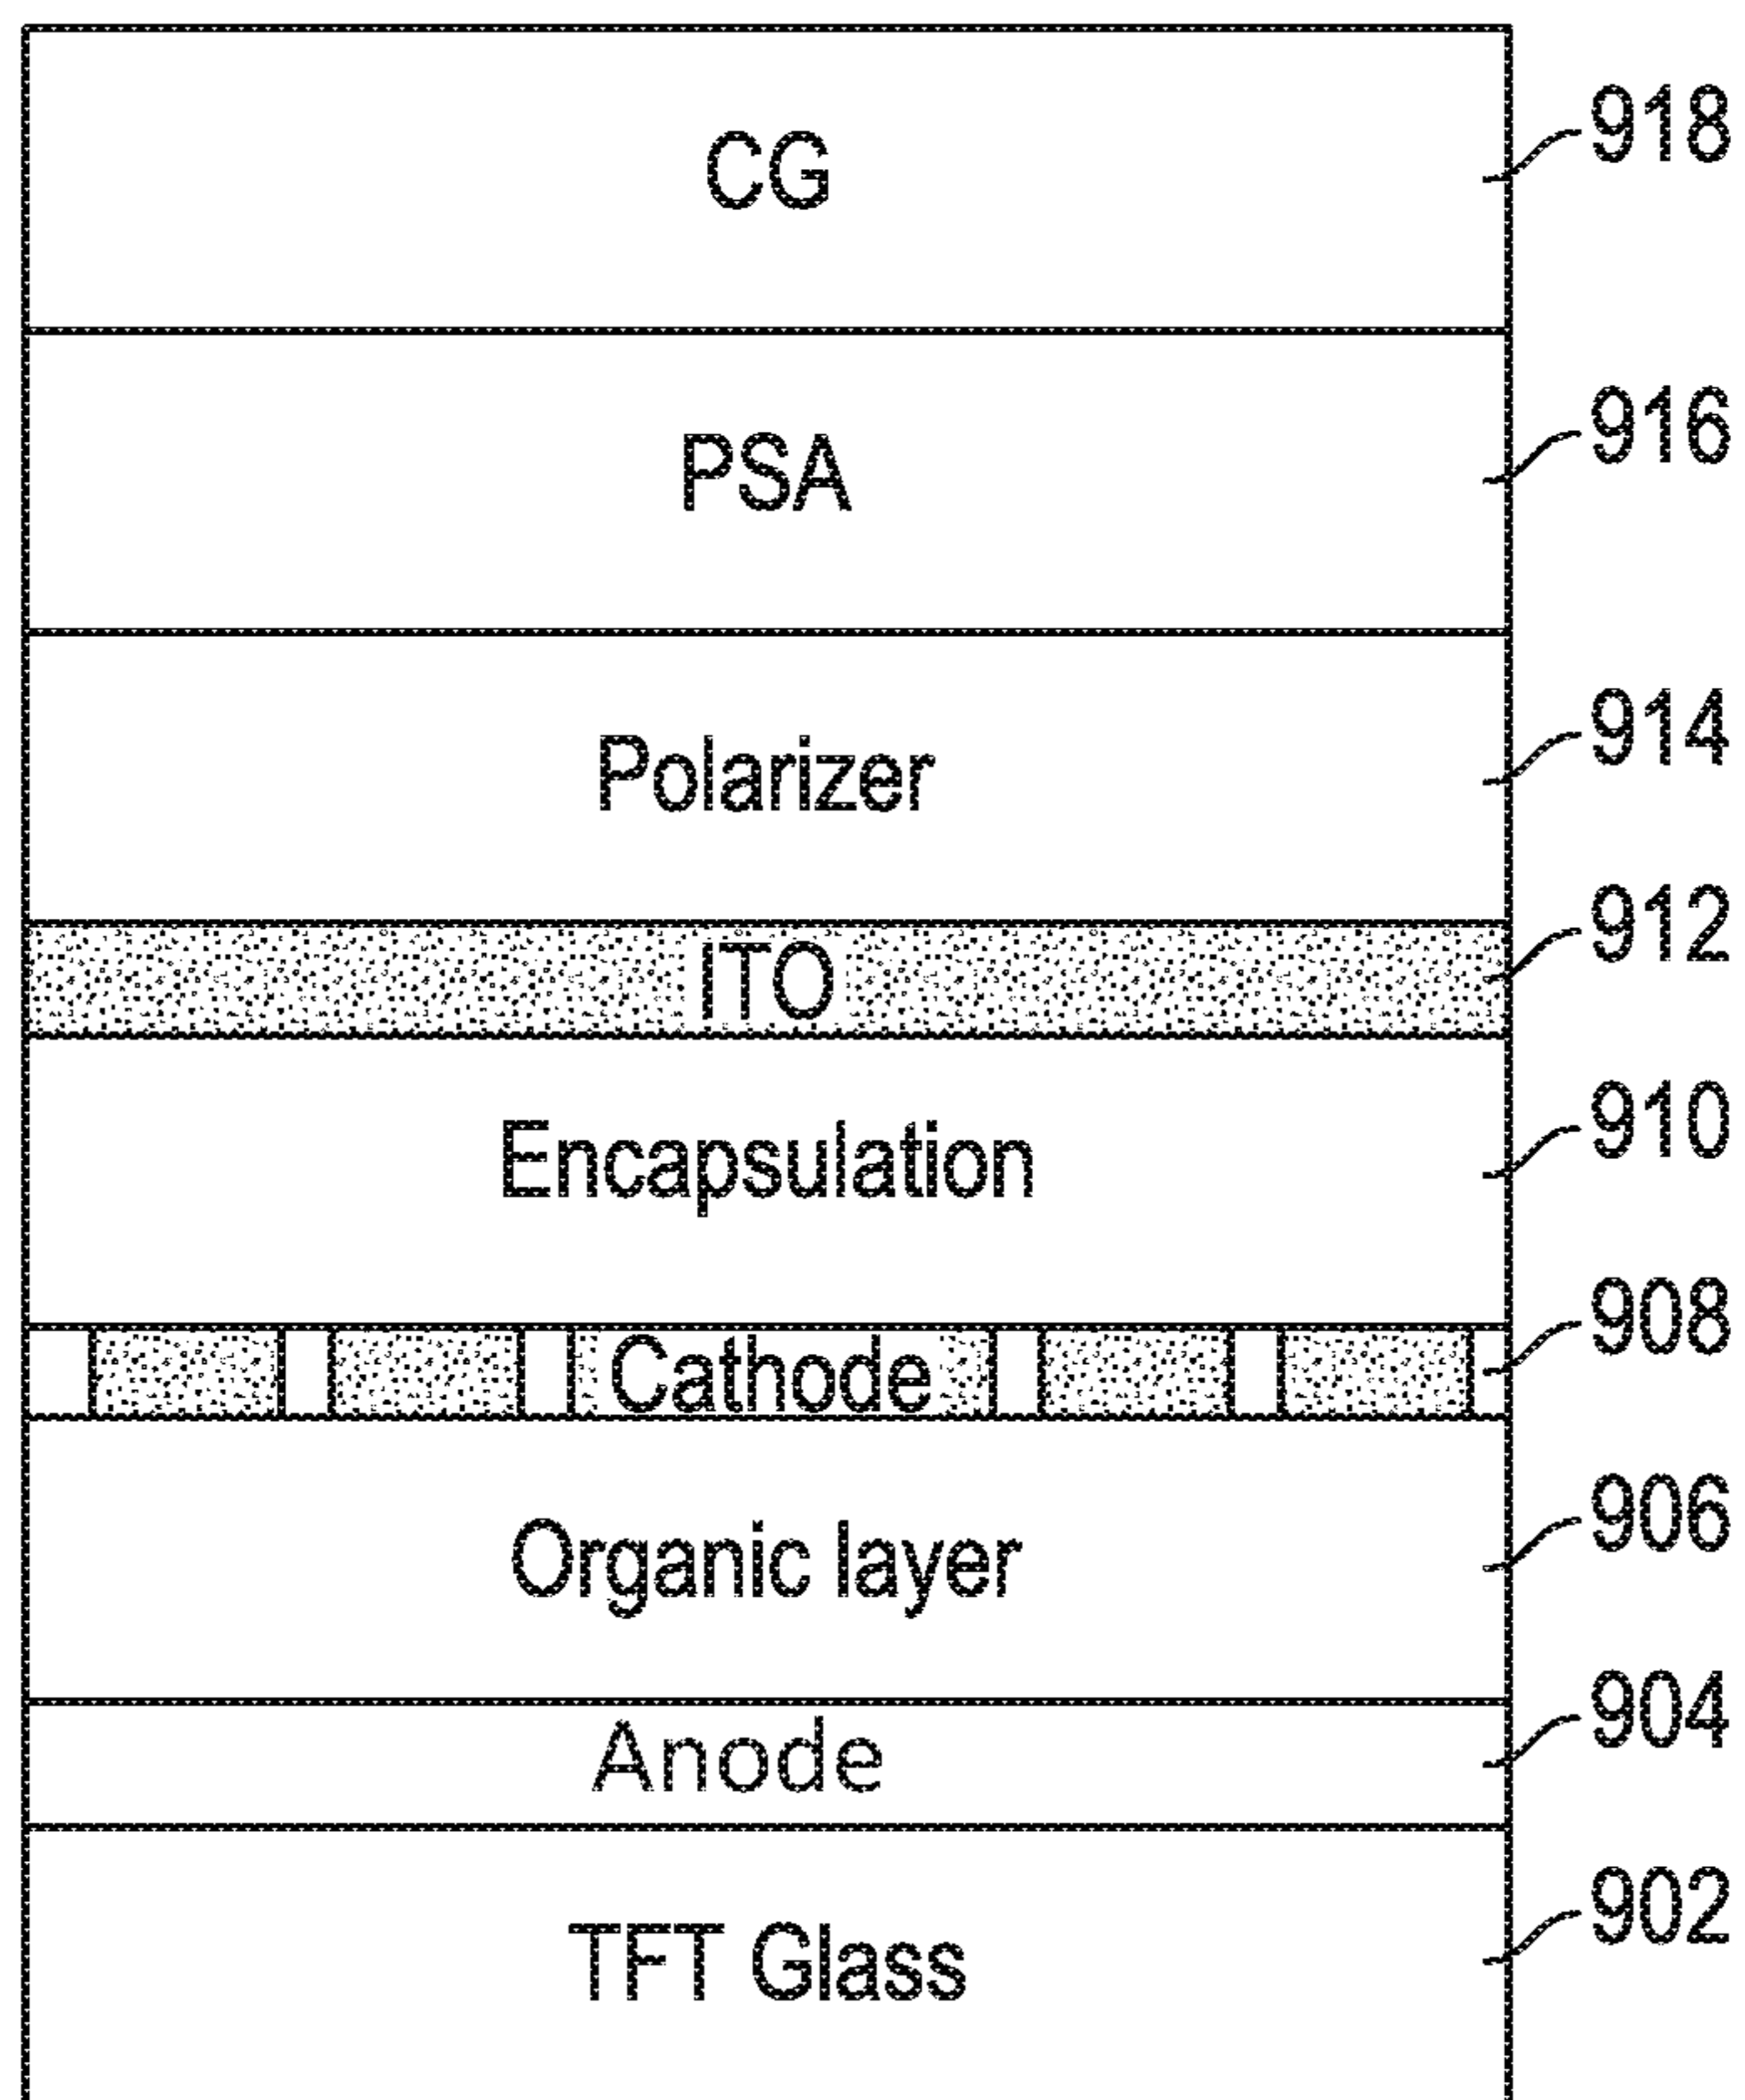 CG
918
PSA
916
Polarizer
914
ITO
912
Encapsulation
910
Cathode
908
Organic layer
906
Anode
904
TFT Glass
902